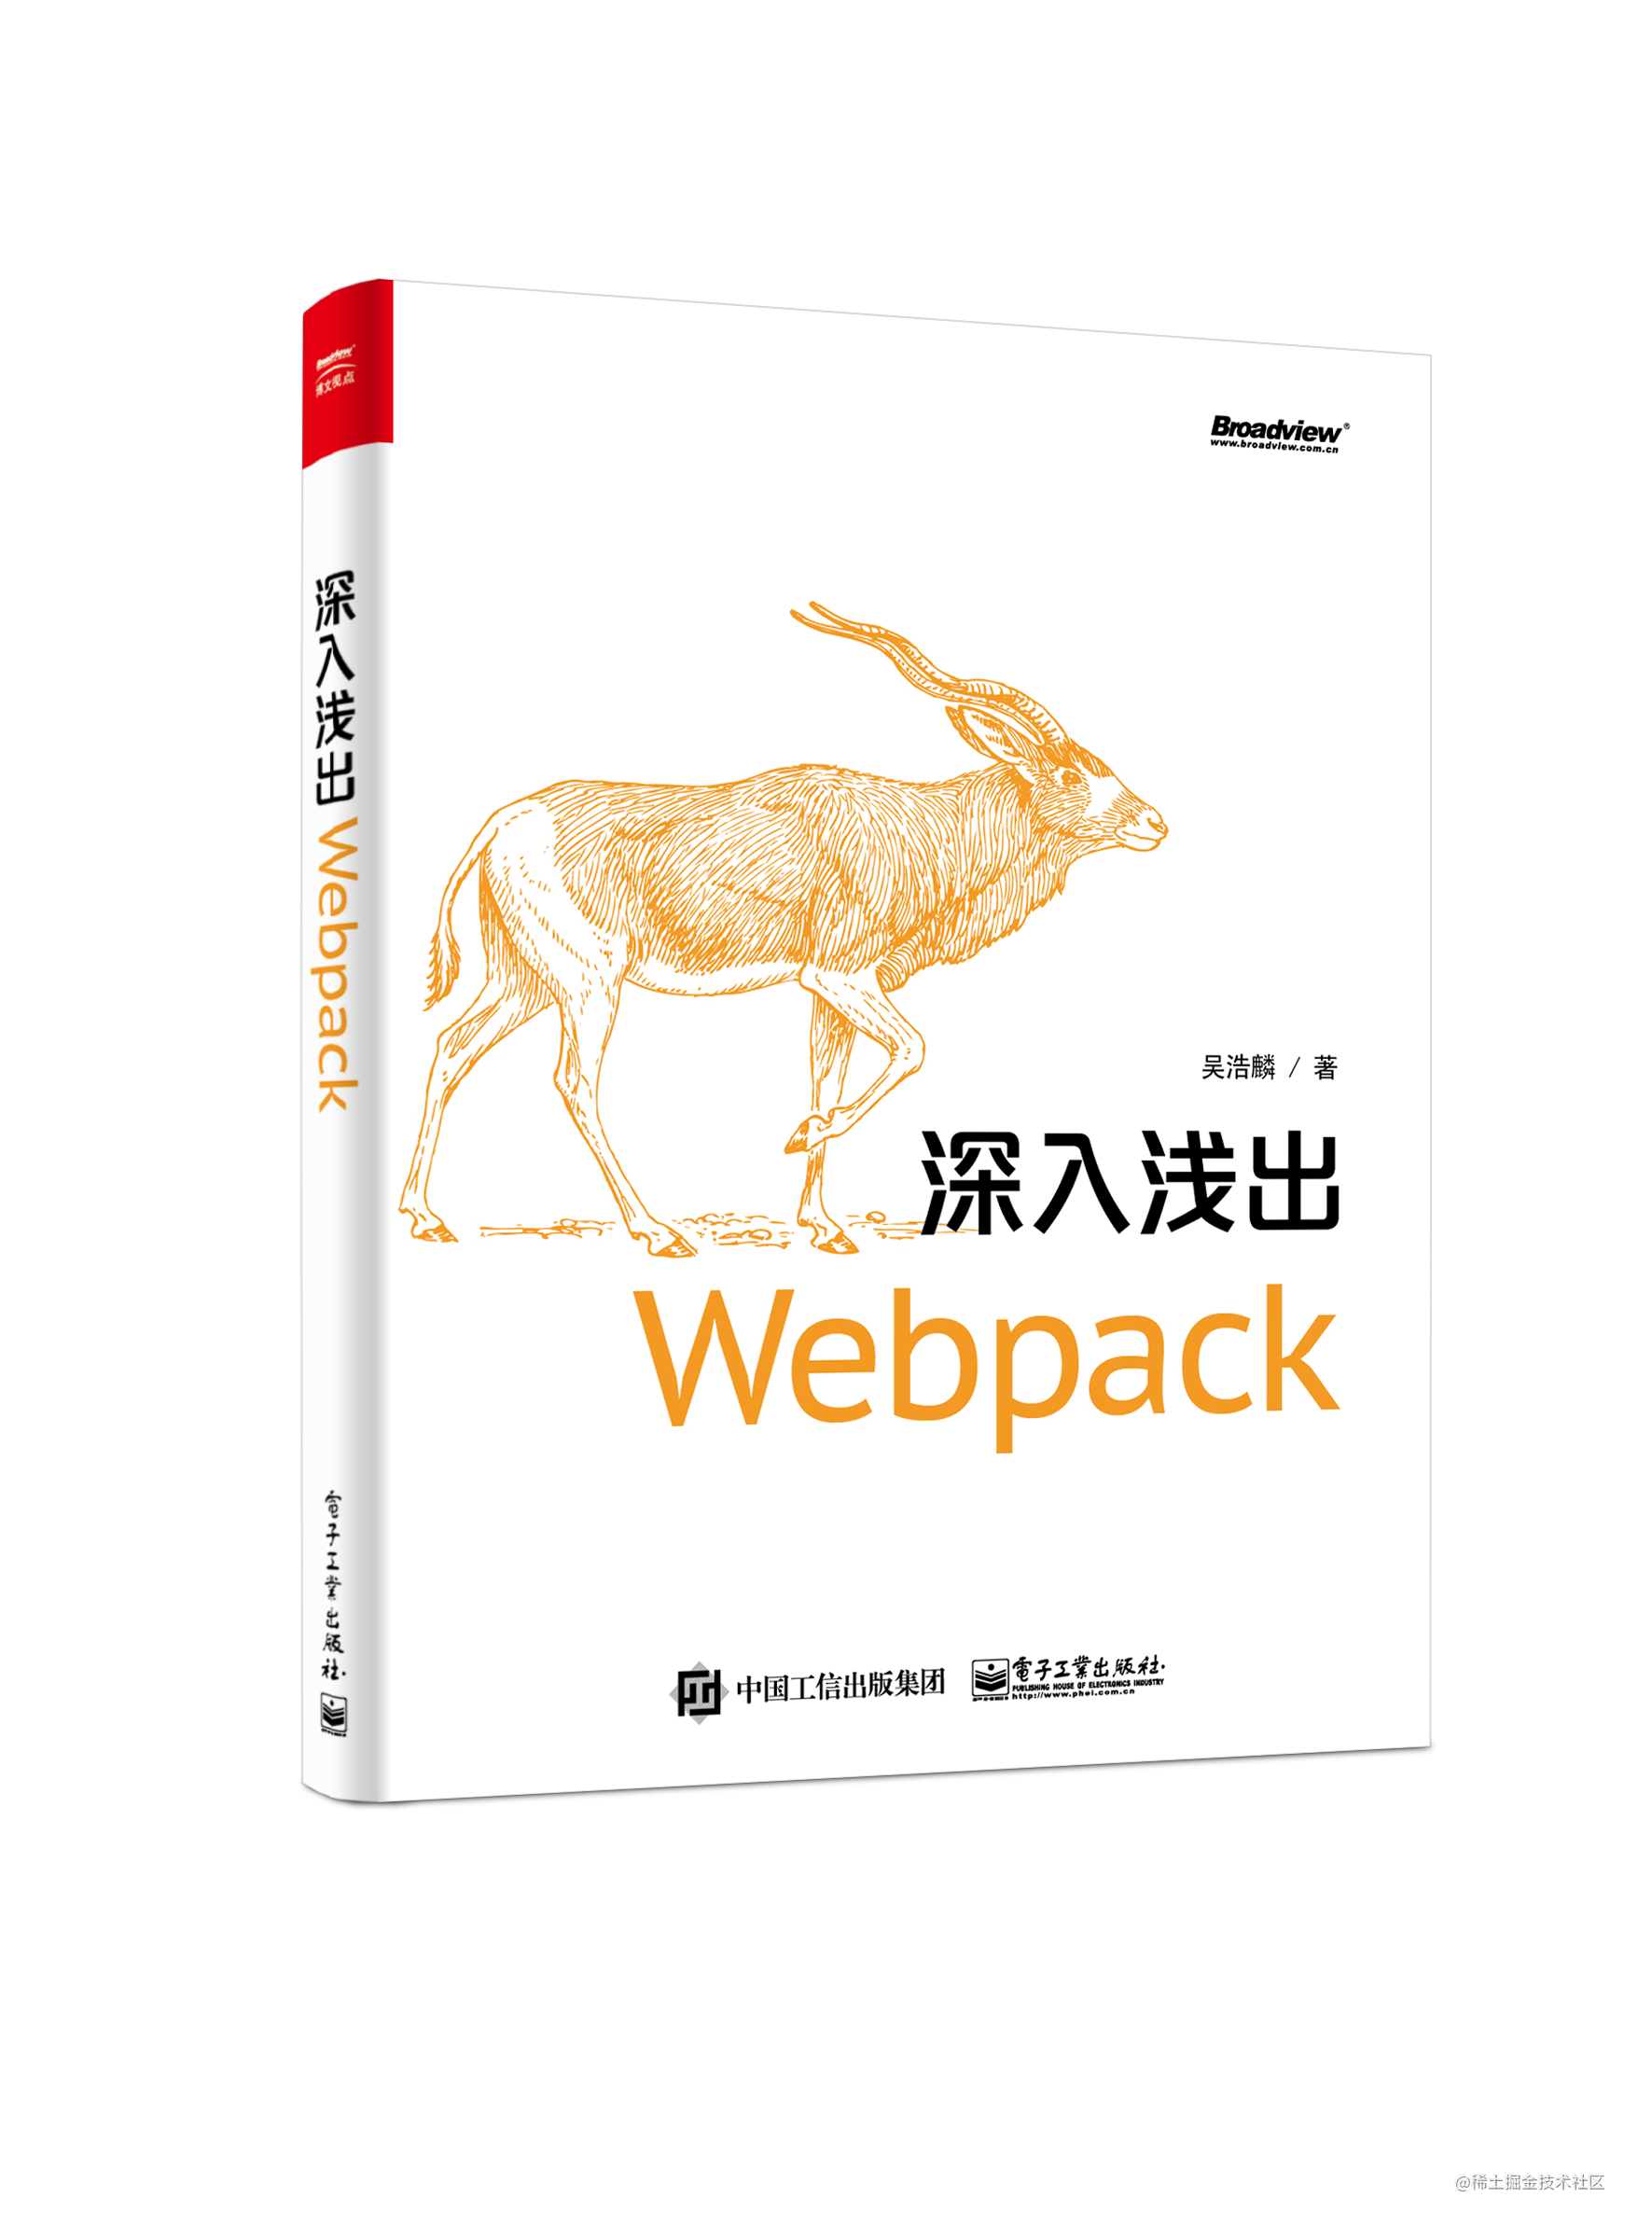 Broadview
博文视点
深入浅出 Webpack
電子工業出版社
Broadview®
www.broadview.com.cn
吴浩麟 / 著
深入浅出
Webpack
中国工信出版集团
電子工業出版社
PUBLISHING HOUSE OF ELECTRONICS INDUSTRY
http://www.phei.com.cn
@稀土掘金技术社区